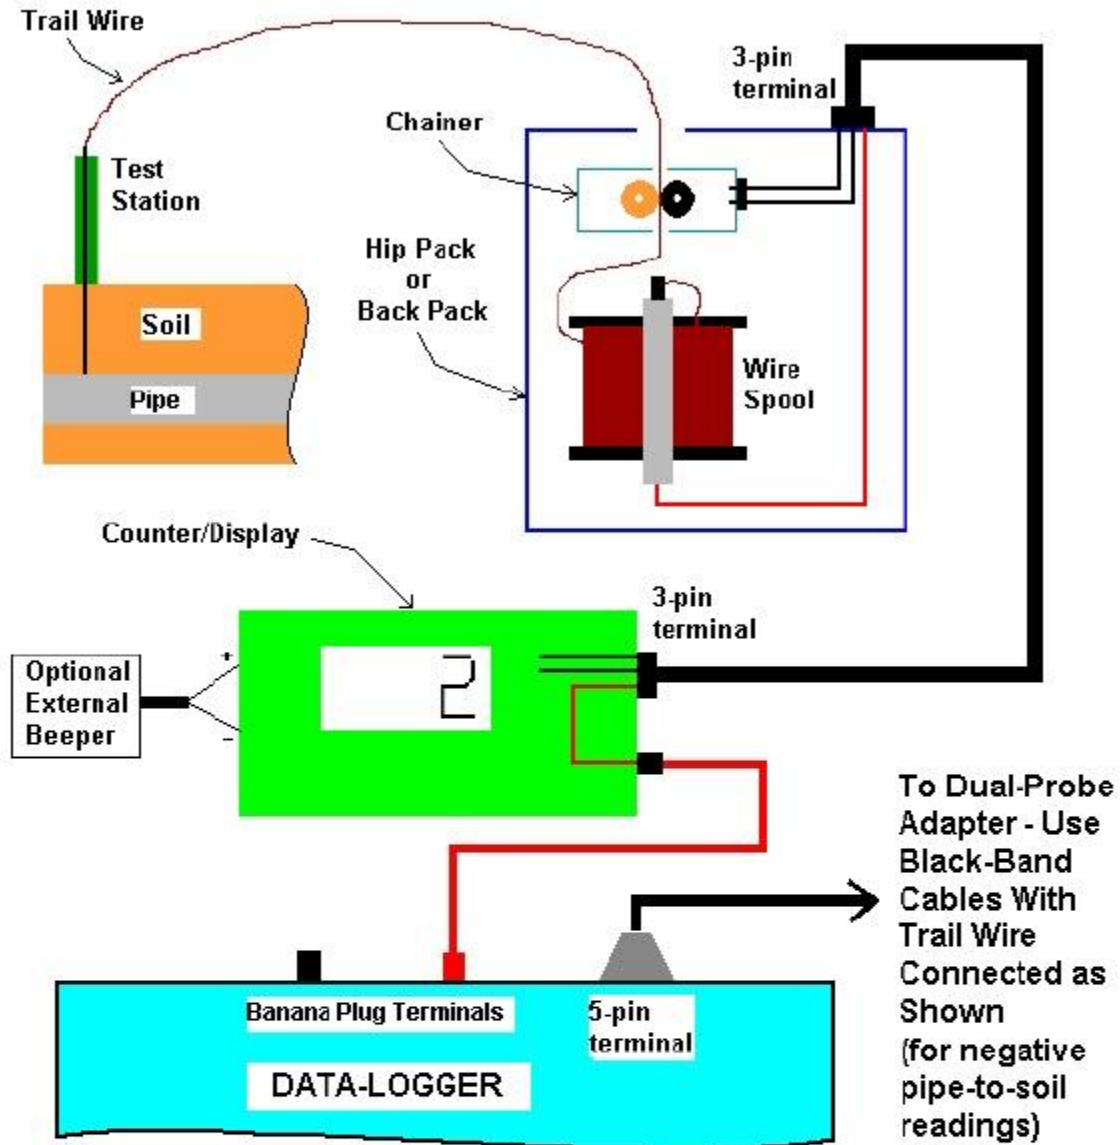 Trail Wire
3-pin
terminal
Chainer
Test
Station
Hip Pack
or
Back Pack
Soil
Wire
Spool
Pipe
Counter/Display
3-pin
terminal
+
Optional
External
Beeper
-
2
To Dual-Probe
Adapter - Use
Black-Band
Cables With
Trail Wire
Connected as
Shown
(for negative
pipe-to-soil
readings)
Banana Plug Terminals
5-pin
terminal
DATA-LOGGER